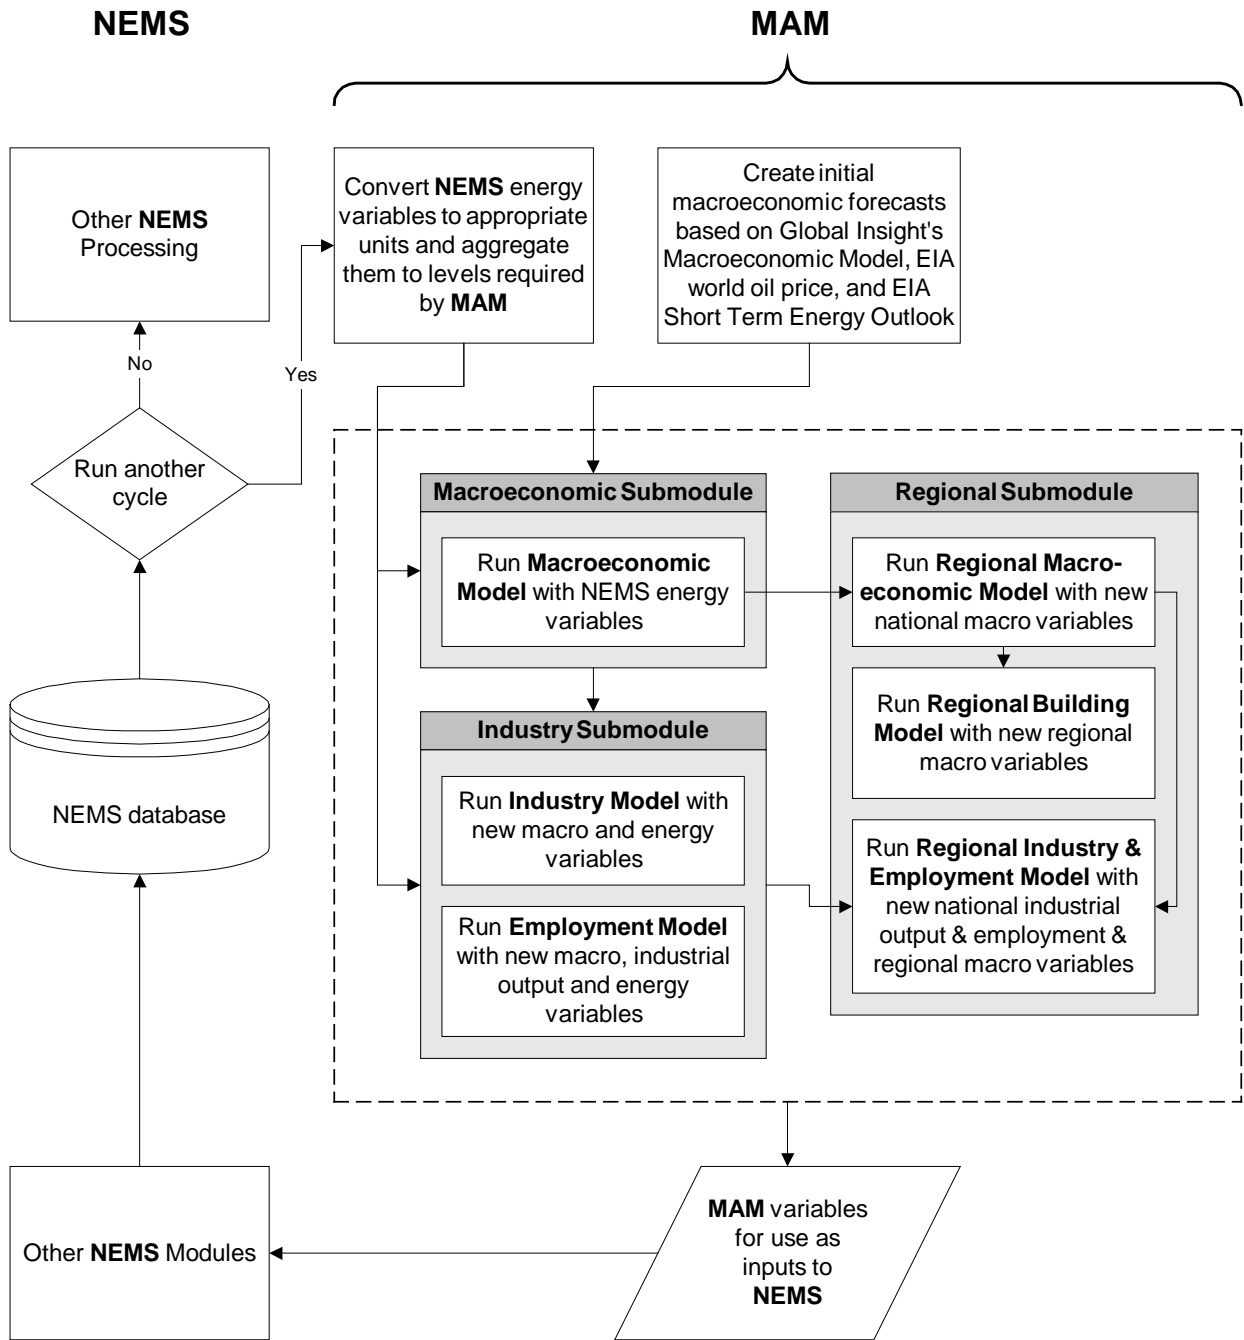 NEMS
MAM
Other NEMS
Processing
Convert NEMS energy
variables to appropriate
units and aggregate
them to levels required
by MAM
Create initial
macroeconomic forecasts
based on Global Insight's
Macroeconomic Model, EIA
world oil price, and EIA
Short Term Energy Outlook
No
Yes
Run another
cycle
Macroeconomic Submodule
Run Macroeconomic
Model with NEMS energy
variables
Regional Submodule
Run Regional Macro-
economic Model with new
national macro variables
Run Regional Building
Model with new regional
macro variables
Industry Submodule
Run Industry Model with
new macro and energy
variables
Run Employment Model
with new macro, industrial
output and energy
variables
Run Regional Industry &
Employment Model with
new national industrial
output & employment &
regional macro variables
NEMS database
Other NEMS Modules
MAM variables
for use as
inputs to
NEMS